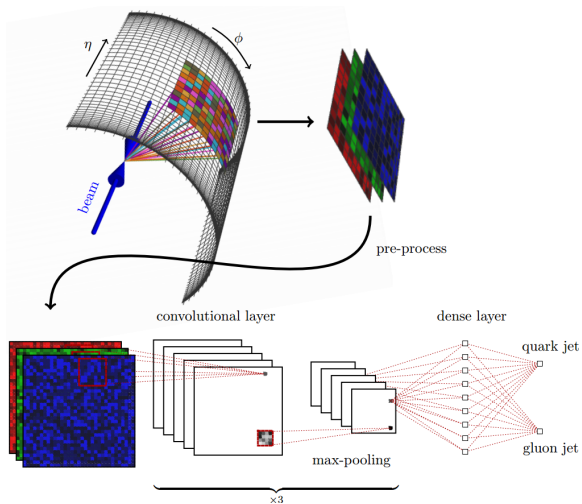 η
ϕ
beam
pre-process
convolutional layer
dense layer
quark jet
gluon jet
max-pooling
×3